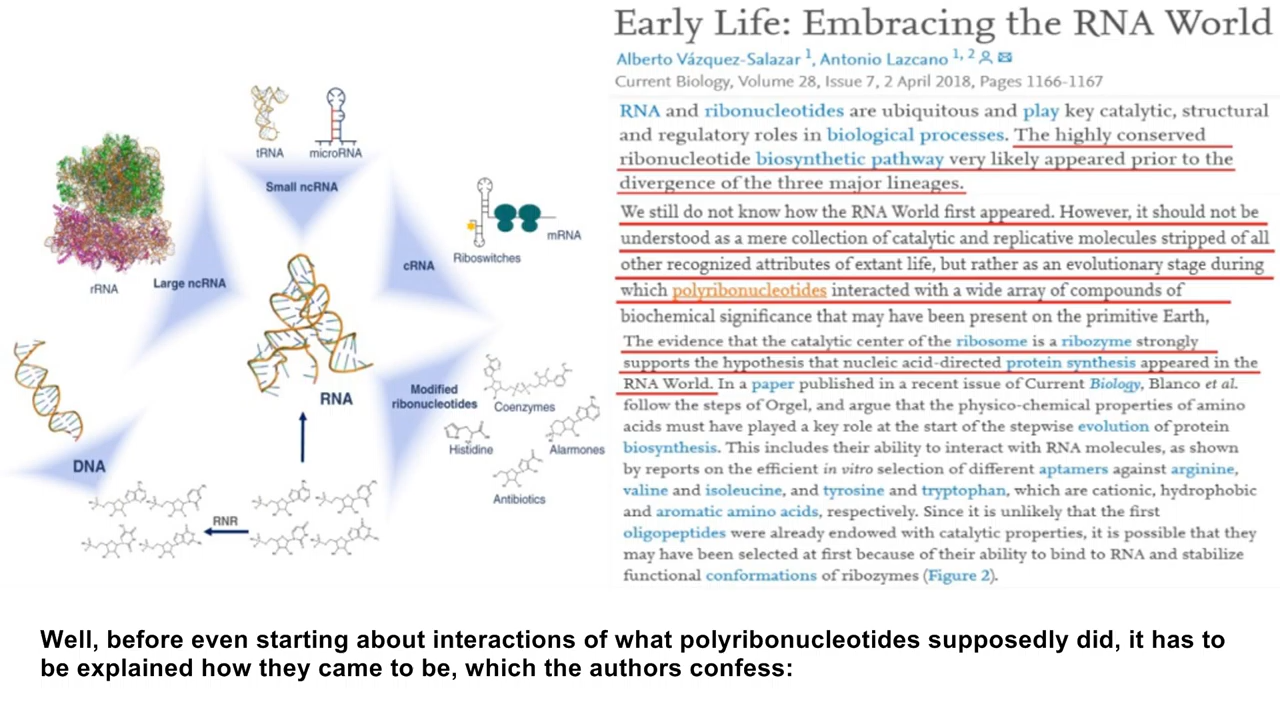 Early Life: Embracing the RNA World
Alberto Vázquez-Salazar 1, Antonio Lazcano 1, 2
Current Biology, Volume 28, Issue 7, 2 April 2018, Pages 1166-1167
RNA and ribonucleotides are ubiquitous and play key catalytic, structural
and regulatory roles in biological processes. The highly conserved
ribonucleotide biosynthetic pathway very likely appeared prior to the
divergence of the three major lineages.
We still do not know how the RNA World first appeared. However, it should not be
understood as a mere collection of catalytic and replicative molecules stripped of all
other recognized attributes of extant life, but rather as an evolutionary stage during
which polyribonucleotides interacted with a wide array of compounds of
biochemical significance that may have been present on the primitive Earth,
The evidence that the catalytic center of the ribosome is a ribozyme strongly
supports the hypothesis that nucleic acid-directed protein synthesis appeared in the
RNA World. In a paper published in a recent issue of Current Biology, Blanco et al.
follow the steps of Orgel, and argue that the physico-chemical properties of amino
acids must have played a key role at the start of the stepwise evolution of protein
biosynthesis. This includes their ability to interact with RNA molecules, as shown
by reports on the efficient in vitro selection of different aptamers against arginine,
valine and isoleucine, and tyrosine and tryptophan, which are cationic, hydrophobic
and aromatic amino acids, respectively. Since it is unlikely that the first
oligopeptides were already endowed with catalytic properties, it is possible that they
may have been selected at first because of their ability to bind to RNA and stabilize
functional conformations of ribozymes (Figure 2).
tRNA
microRNA
Small ncRNA
rRNA
Large ncRNA
cRNA
Riboswitches
mRNA
RNA
Modified
ribonucleotides
Coenzymes
Histidine
Alarmones
Antibiotics
DNA
RNR
Well, before even starting about interactions of what polyribonucleotides supposedly did, it has to
be explained how they came to be, which the authors confess: